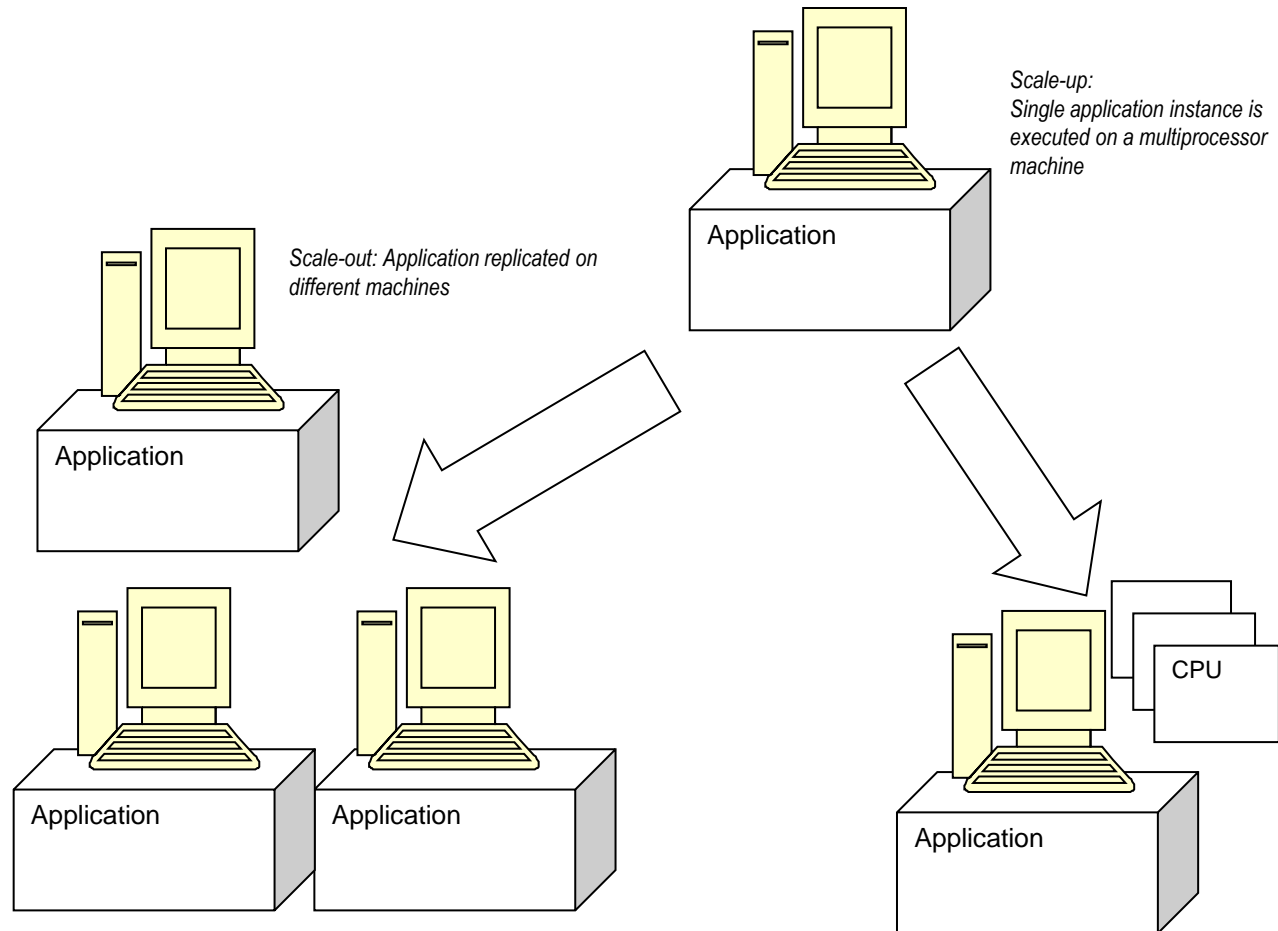 Scale-up:
Single application instance is
executed on a multiprocessor
machine
Application
Scale-out: Application replicated on
different machines
Application
Application
Application
CPU
Application